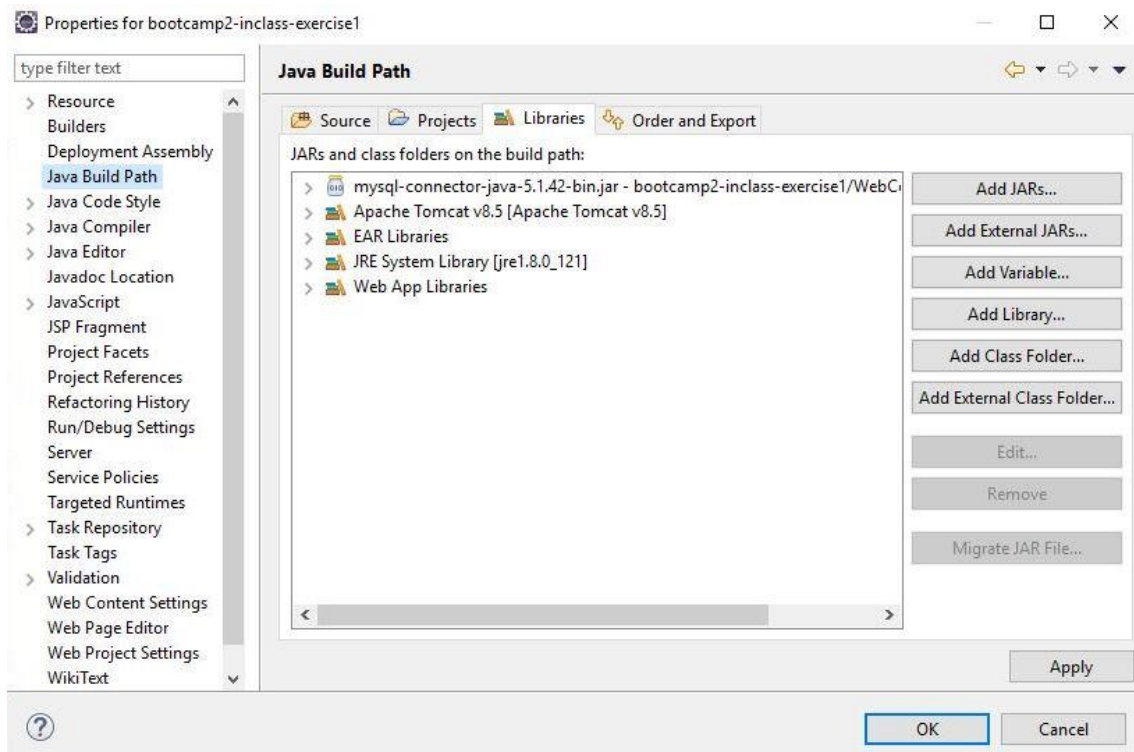 Properties for bootcamp2-inclass-exercise1
type filter text
Resource
Builders
Deployment Assembly
Java Build Path
Java Code Style
Java Compiler
Java Editor
Javadoc Location
JavaScript
JSP Fragment
Project Facets
Project References
Refactoring History
Run/Debug Settings
Server
Service Policies
Targeted Runtimes
Task Repository
Task Tags
Validation
Web Content Settings
Web Page Editor
Web Project Settings
WikiText
Java Build Path
Source Projects Libraries Order and Export
JARs and class folders on the build path:
mysql-connector-java-5.1.42-bin.jar - bootcamp2-inclass-exercise1/WebC
Apache Tomcat v8.5 [Apache Tomcat v8.5]
EAR Libraries
JRE System Library [jre1.8.0_121]
Web App Libraries
Add JARs...
Add External JARs...
Add Variable...
Add Library...
Add Class Folder...
Add External Class Folder...
Edit...
Remove
Migrate JAR File...
Apply
OK Cancel